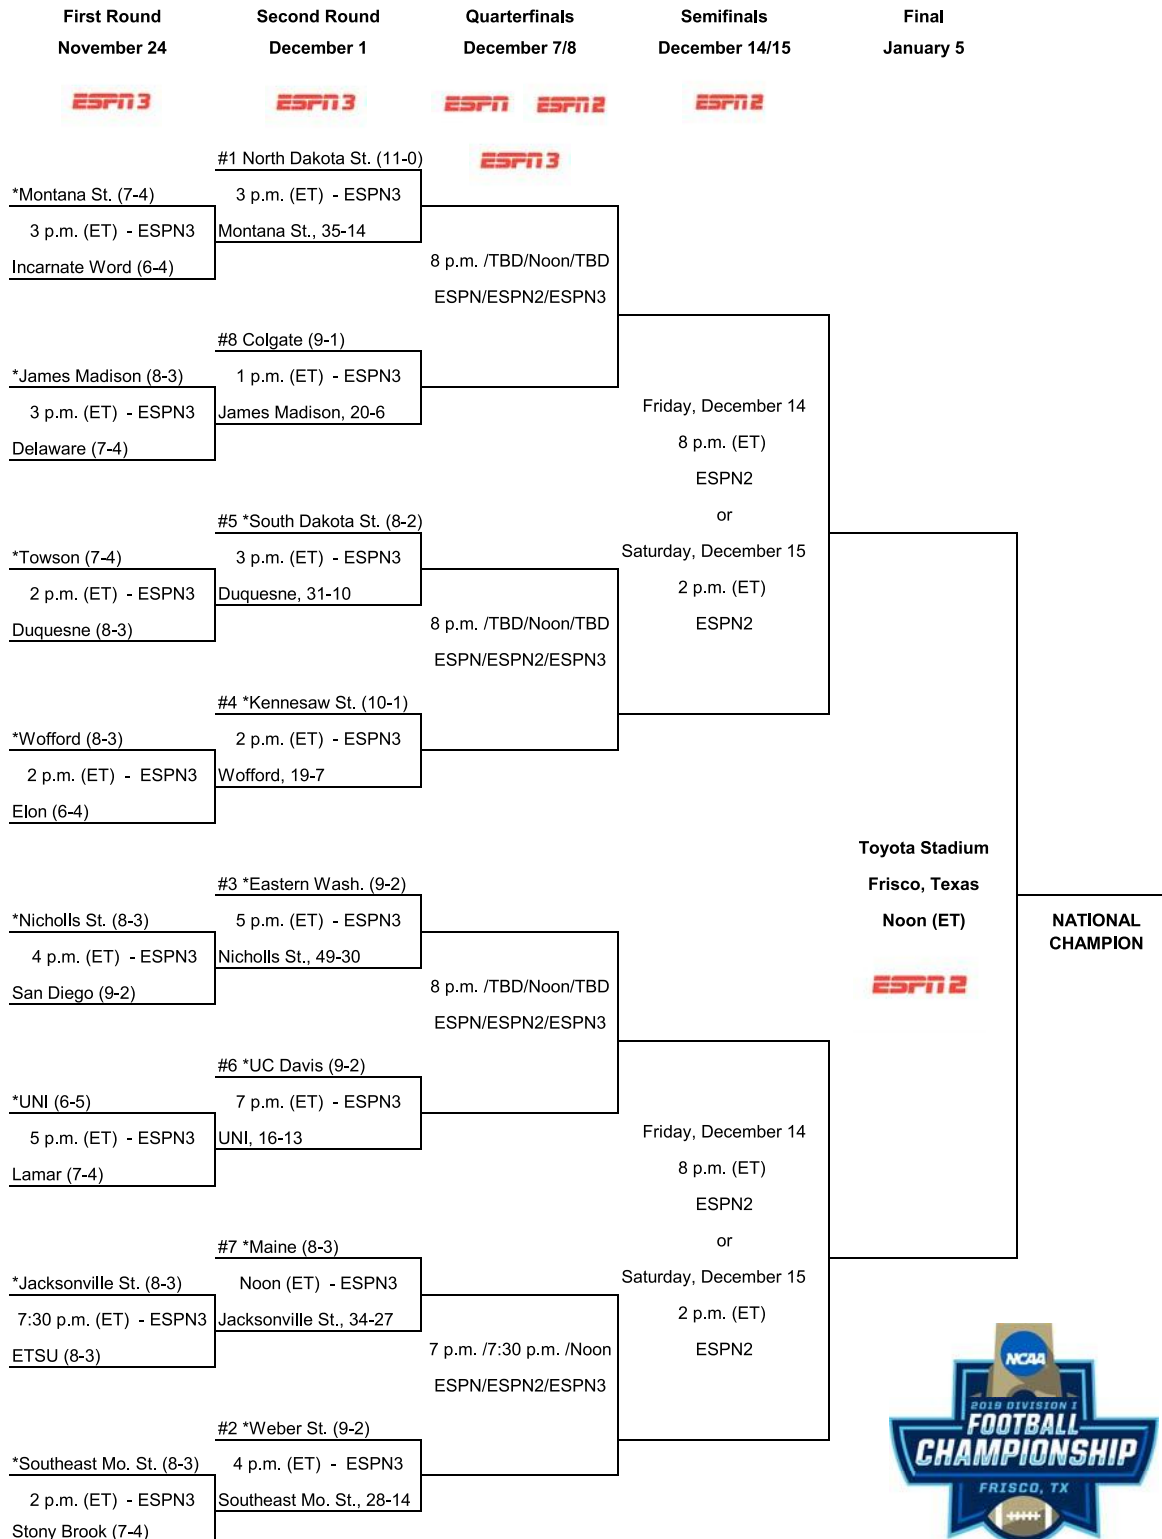 First Round
November 24
ESPN3
Second Round
December 1
ESPN3
Quarterfinals
December 7/8
ESPN ESPN2
ESPN3
Semifinals
December 14/15
ESPN2
Final
January 5
*Montana St. (7-4)
3 p.m. (ET) - ESPN3
Incarnate Word (6-4)
*James Madison (8-3)
3 p.m. (ET) - ESPN3
Delaware (7-4)
*Towson (7-4)
2 p.m. (ET) - ESPN3
Duquesne (8-3)
*Wofford (8-3)
2 p.m. (ET) - ESPN3
Elon (6-4)
*Nicholls St. (8-3)
4 p.m. (ET) - ESPN3
San Diego (9-2)
*UNI (6-5)
5 p.m. (ET) - ESPN3
Lamar (7-4)
*Jacksonville St. (8-3)
7:30 p.m. (ET) - ESPN3
ETSU (8-3)
*Southeast Mo. St. (8-3)
2 p.m. (ET) - ESPN3
Stony Brook (7-4)
#1 North Dakota St. (11-0)
3 p.m. (ET) - ESPN3
Montana St., 35-14
#8 Colgate (9-1)
1 p.m. (ET) - ESPN3
James Madison, 20-6
#5 *South Dakota St. (8-2)
3 p.m. (ET) - ESPN3
Duquesne, 31-10
#4 *Kennesaw St. (10-1)
2 p.m. (ET) - ESPN3
Wofford, 19-7
#3 *Eastern Wash. (9-2)
5 p.m. (ET) - ESPN3
Nicholls St., 49-30
#6 *UC Davis (9-2)
7 p.m. (ET) - ESPN3
UNI, 16-13
#7 *Maine (8-3)
Noon (ET) - ESPN3
Jacksonville St., 34-27
#2 *Weber St. (9-2)
4 p.m. (ET) - ESPN3
Southeast Mo. St., 28-14
8 p.m. /TBD/Noon/TBD
ESPN/ESPN2/ESPN3
8 p.m. /TBD/Noon/TBD
ESPN/ESPN2/ESPN3
8 p.m. /TBD/Noon/TBD
ESPN/ESPN2/ESPN3
7 p.m. /7:30 p.m. /Noon
ESPN/ESPN2/ESPN3
Friday, December 14
8 p.m. (ET)
ESPN2
or
Saturday, December 15
2 p.m. (ET)
ESPN2
Friday, December 14
8 p.m. (ET)
ESPN2
or
Saturday, December 15
2 p.m. (ET)
ESPN2
Toyota Stadium
Frisco, Texas
Noon (ET)
ESPN2
NATIONAL
CHAMPION
NCAA
2019 DIVISION I
FOOTBALL
CHAMPIONSHIP
FRISCO, TX